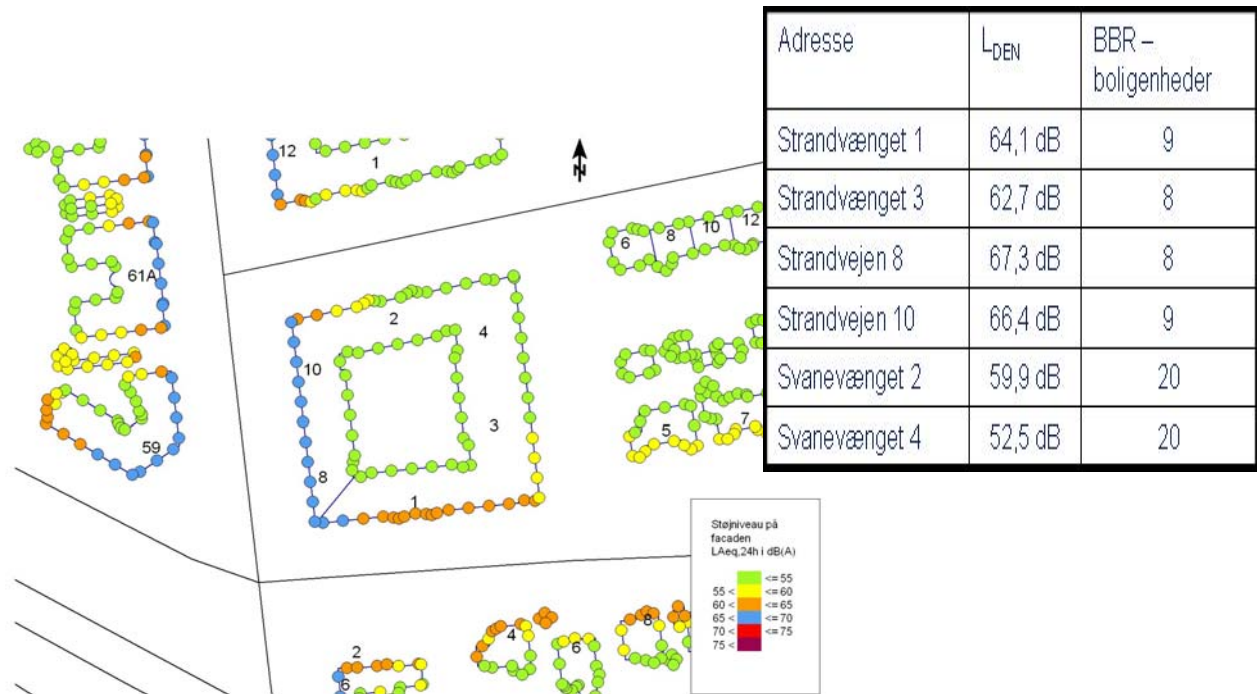 Adresse L_DEN BBR –
boligenheder
Strandvænget 1 64,1 dB 9
Strandvænget 3 62,7 dB 8
Strandvejen 8 67,3 dB 8
Strandvejen 10 66,4 dB 9
Svanevænget 2 59,9 dB 20
Svanevænget 4 52,5 dB 20
12
1
N
6 8 10 12
61A
2
4
10
3
5 7
59
8
1
Støjniveau på
facaden
LAeq,24h i dB(A)
<= 55
55 < <= 60
60 < <= 65
65 < <= 70
70 < <= 75
75 <
2
4
6
8
6